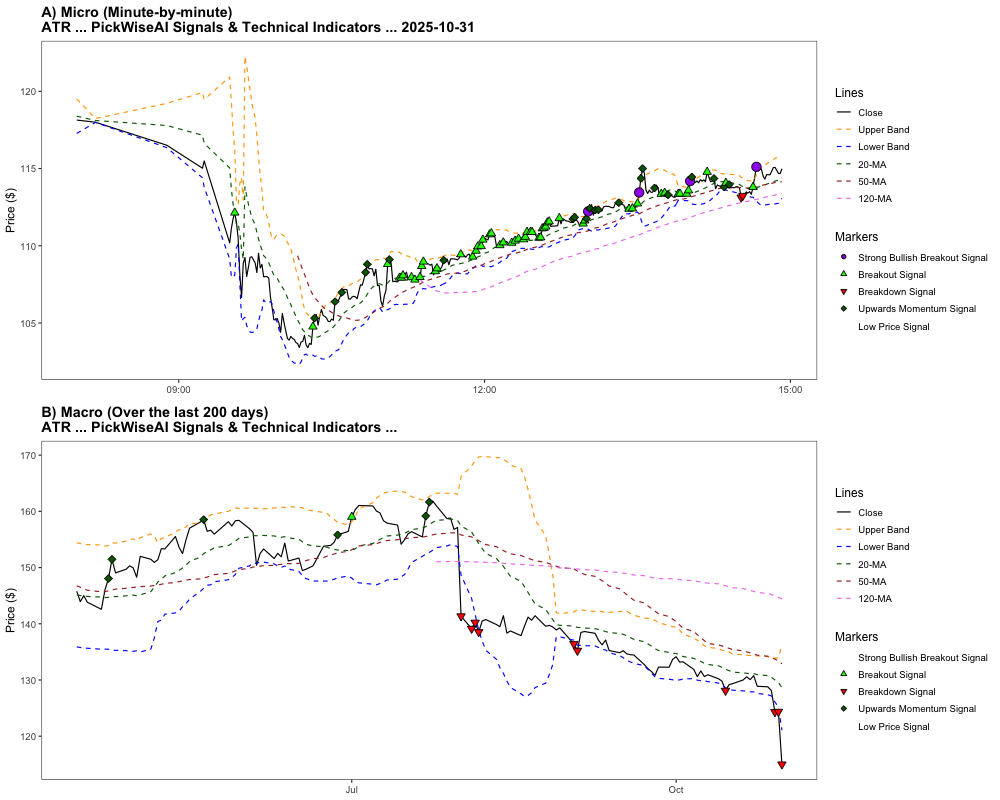 A) Micro (Minute-by-minute)
ATR ... PickWiseAI Signals & Technical Indicators ... 2025-10-31
Price ($)
120
115
110
105
09:00
12:00
15:00
Lines
Close
Upper Band
Lower Band
20-MA
50-MA
120-MA
Markers
Strong Bullish Breakout Signal
Breakout Signal
Breakdown Signal
Upwards Momentum Signal
Low Price Signal
B) Macro (Over the last 200 days)
ATR ... PickWiseAI Signals & Technical Indicators ...
Price ($)
170
160
150
140
130
120
Jul
Oct
Lines
Close
Upper Band
Lower Band
20-MA
50-MA
120-MA
Markers
Strong Bullish Breakout Signal
Breakout Signal
Breakdown Signal
Upwards Momentum Signal
Low Price Signal